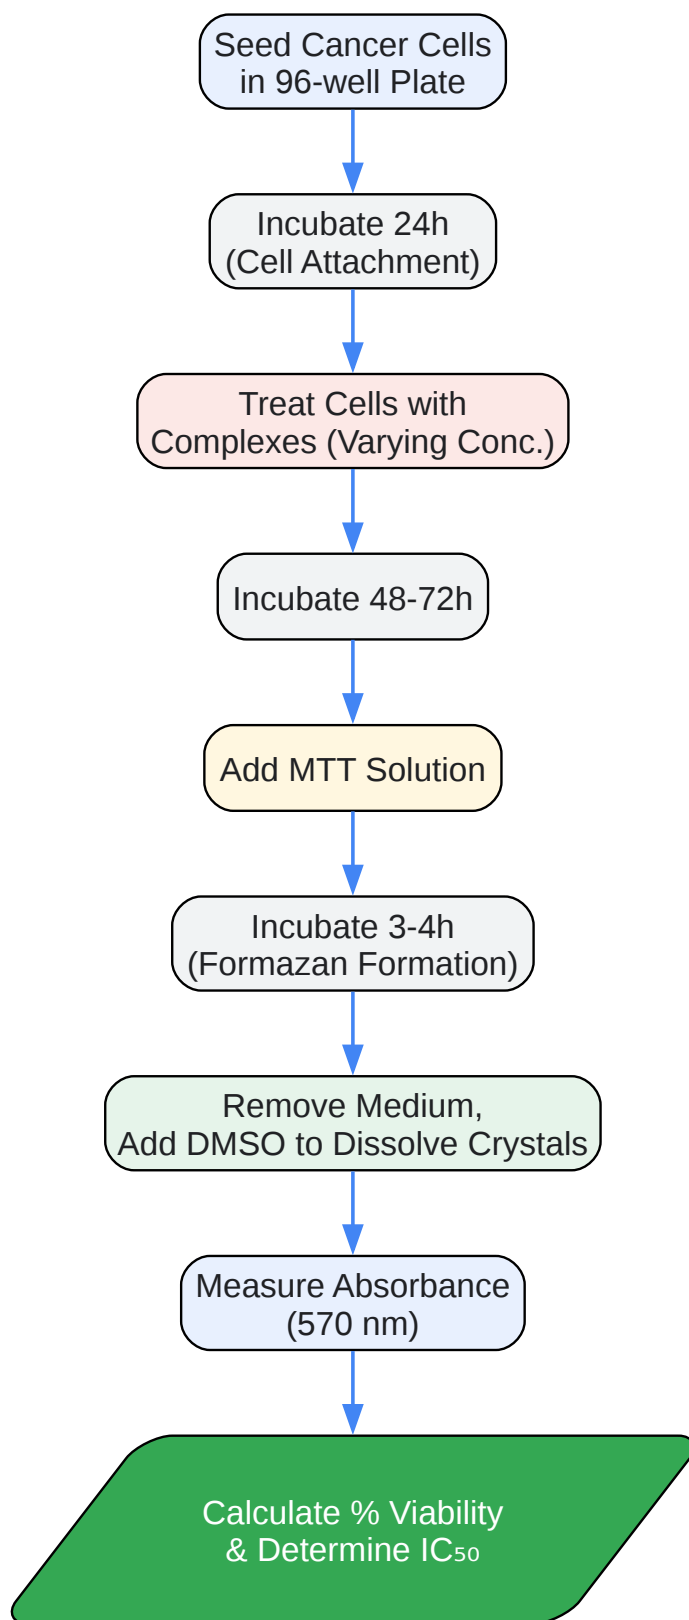 Seed Cancer Cells
in 96-well Plate
Incubate 24h
(Cell Attachment)
Treat Cells with
Complexes (Varying Conc.)
Incubate 48-72h
Add MTT Solution
Incubate 3-4h
(Formazan Formation)
Remove Medium,
Add DMSO to Dissolve Crystals
Measure Absorbance
(570 nm)
Calculate % Viability
& Determine IC₅₀